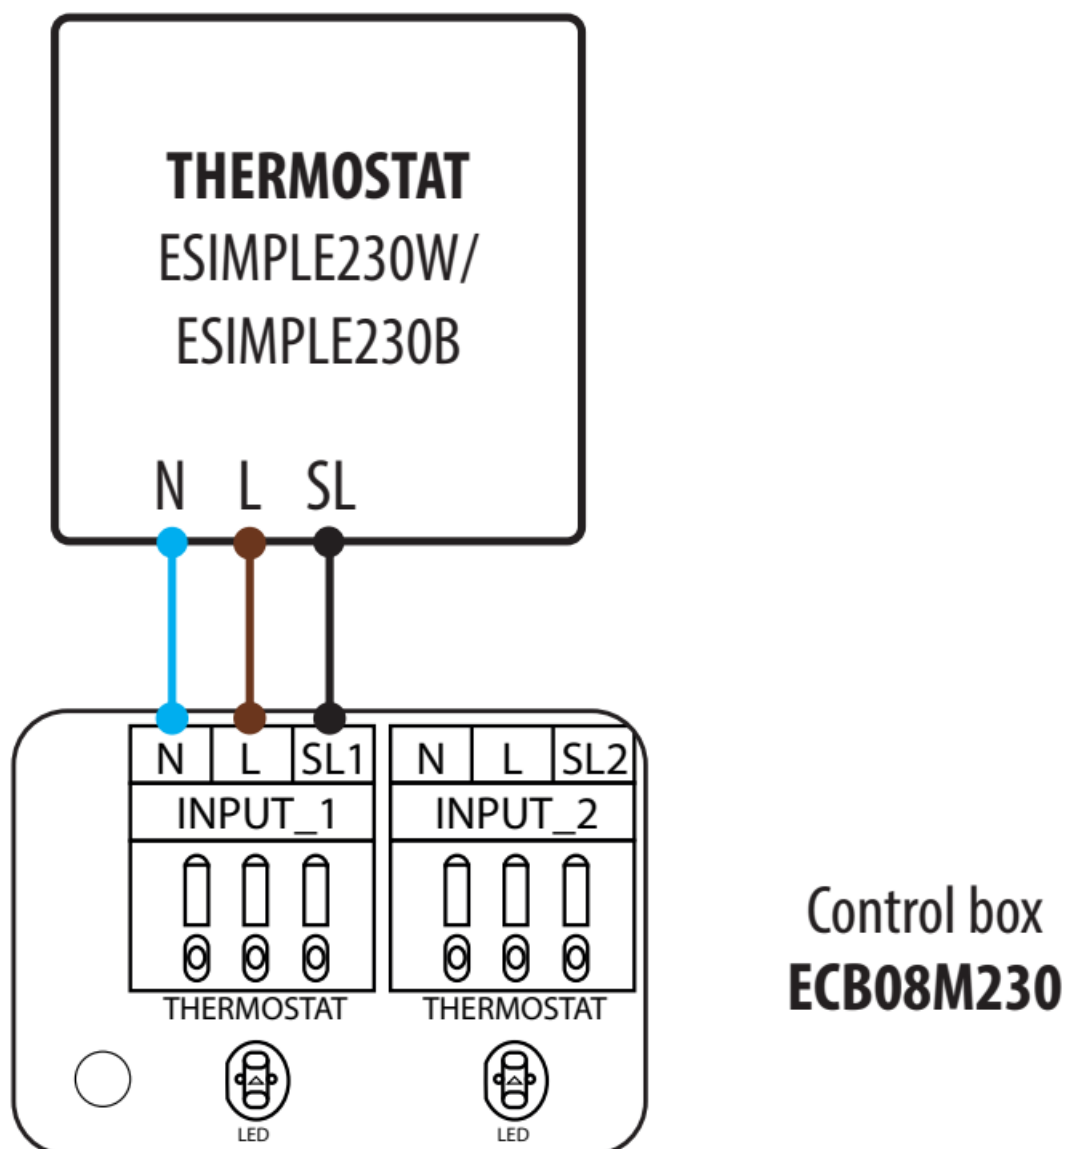 THERMOSTAT
ESIMPLE230W/
ESIMPLE230B
N L SL
N L SL1 N L SL2
INPUT_1 INPUT_2
THERMOSTAT THERMOSTAT
LED LED
Control box
ECB08M230